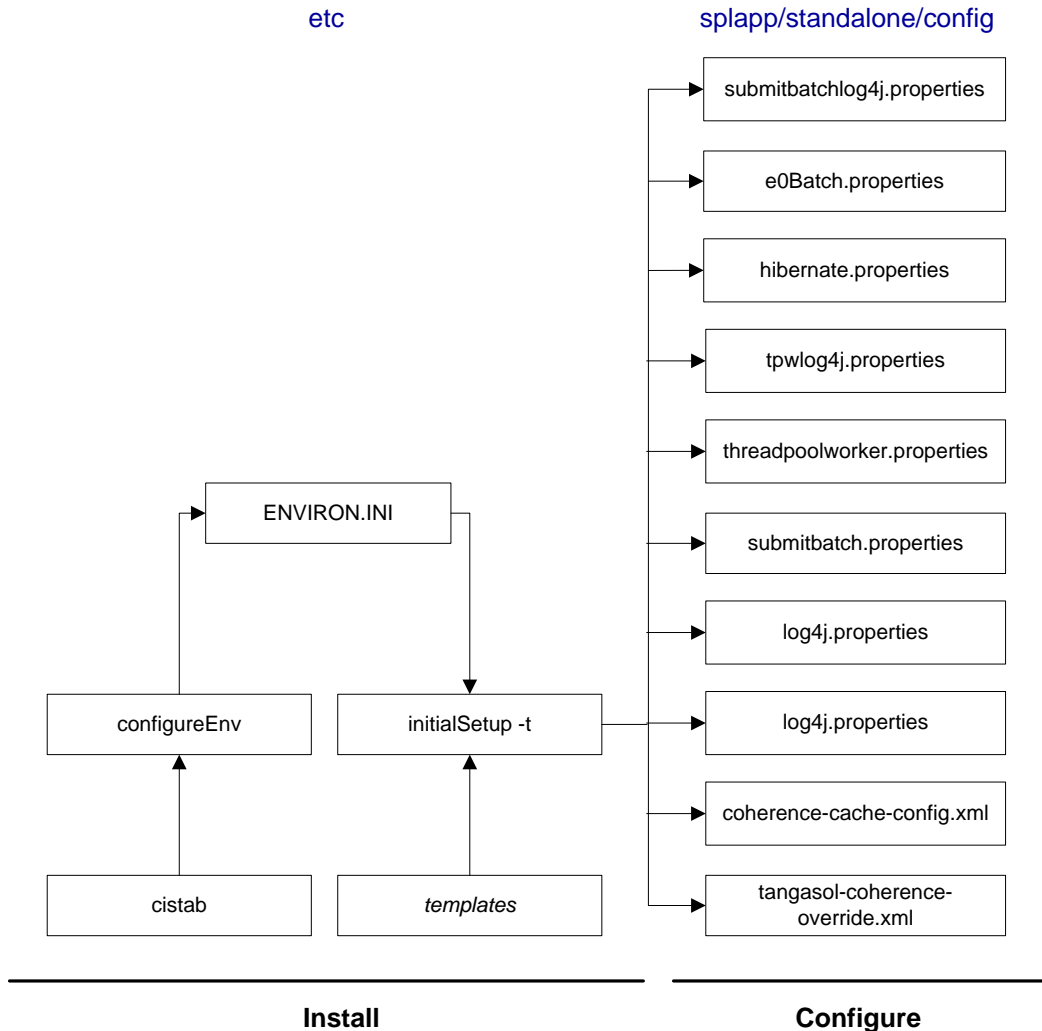 etc
splapp/standalone/config
submitbatchlog4j.properties
e0Batch.properties
hibernate.properties
tpwlog4j.properties
threadpoolworker.properties
ENVIRON.INI
submitbatch.properties
log4j.properties
configureEnv
initialSetup -t
log4j.properties
coherence-cache-config.xml
cistab
templates
tangasol-coherence-
override.xml
Install
Configure